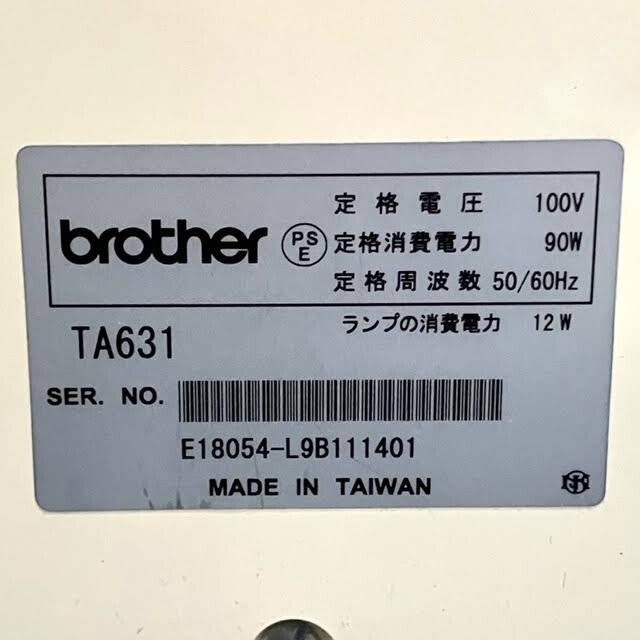 brother
PS
E
定格電圧 100V
定格消費電力 90W
定格周波数 50/60Hz
ランプの消費電力 12W
TA631
SER. NO.
E18054-L9B111401
MADE IN TAIWAN